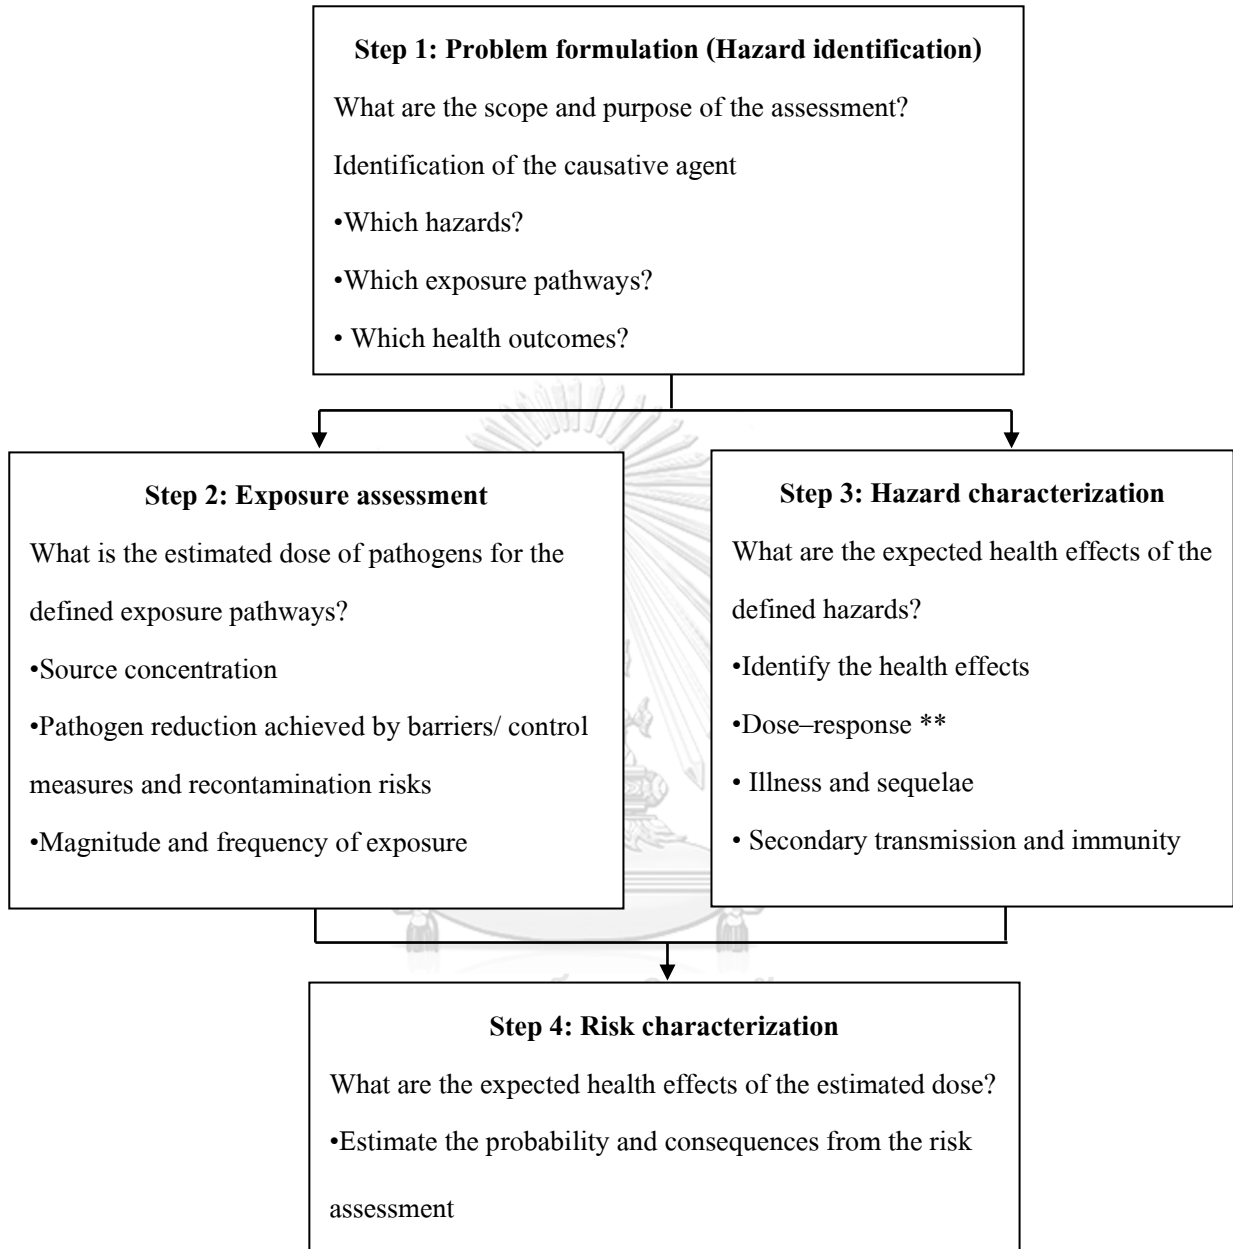 Step 1: Problem formulation (Hazard identification)
What are the scope and purpose of the assessment?
Identification of the causative agent
•Which hazards?
•Which exposure pathways?
• Which health outcomes?
Step 2: Exposure assessment
What is the estimated dose of pathogens for the
defined exposure pathways?
•Source concentration
•Pathogen reduction achieved by barriers/ control
measures and recontamination risks
•Magnitude and frequency of exposure
Step 3: Hazard characterization
What are the expected health effects of the
defined hazards?
•Identify the health effects
•Dose–response **
• Illness and sequelae
• Secondary transmission and immunity
Step 4: Risk characterization
What are the expected health effects of the estimated dose?
•Estimate the probability and consequences from the risk
assessment